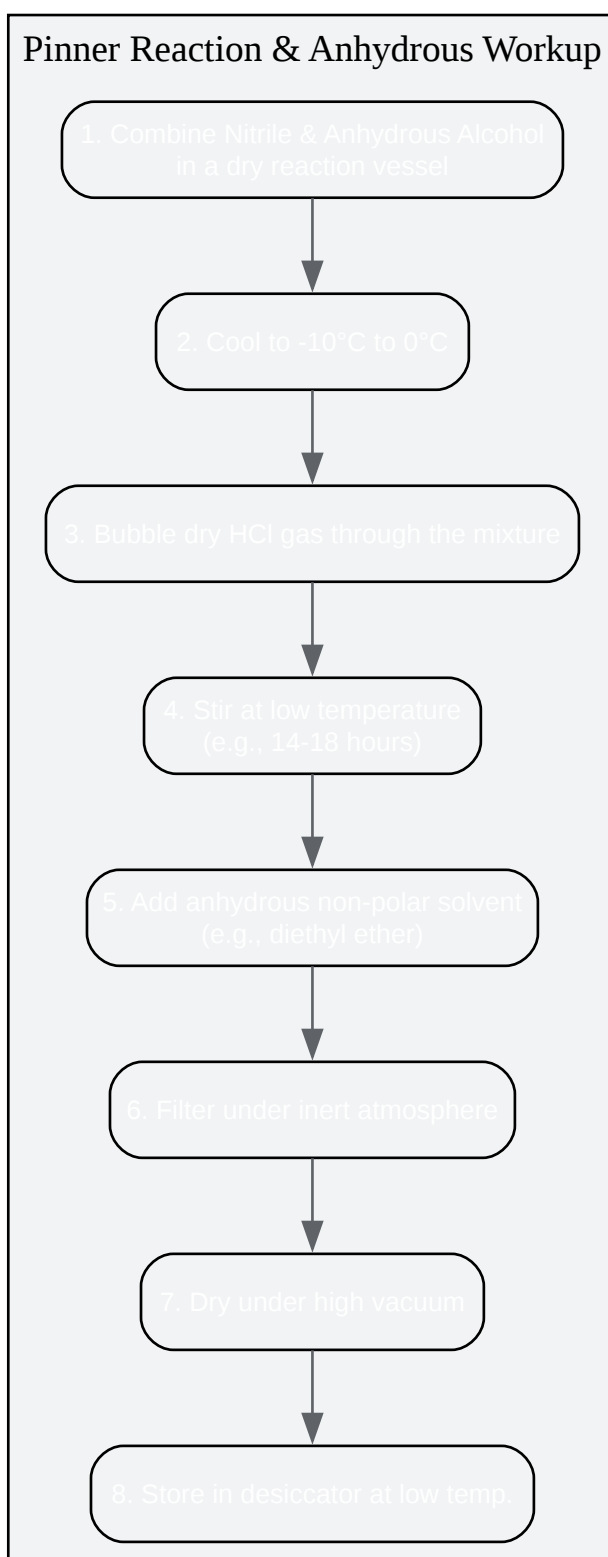 Pinner Reaction & Anhydrous Workup
1. Combine Nitrile & Anhydrous Alcohol
in a dry reaction vessel
2. Cool to -10°C to 0°C
3. Bubble dry HCl gas through the mixture
4. Stir at low temperature
(e.g., 14-18 hours)
5. Add anhydrous non-polar solvent
(e.g., diethyl ether)
6. Filter under inert atmosphere
7. Dry under high vacuum
8. Store in desiccator at low temp.